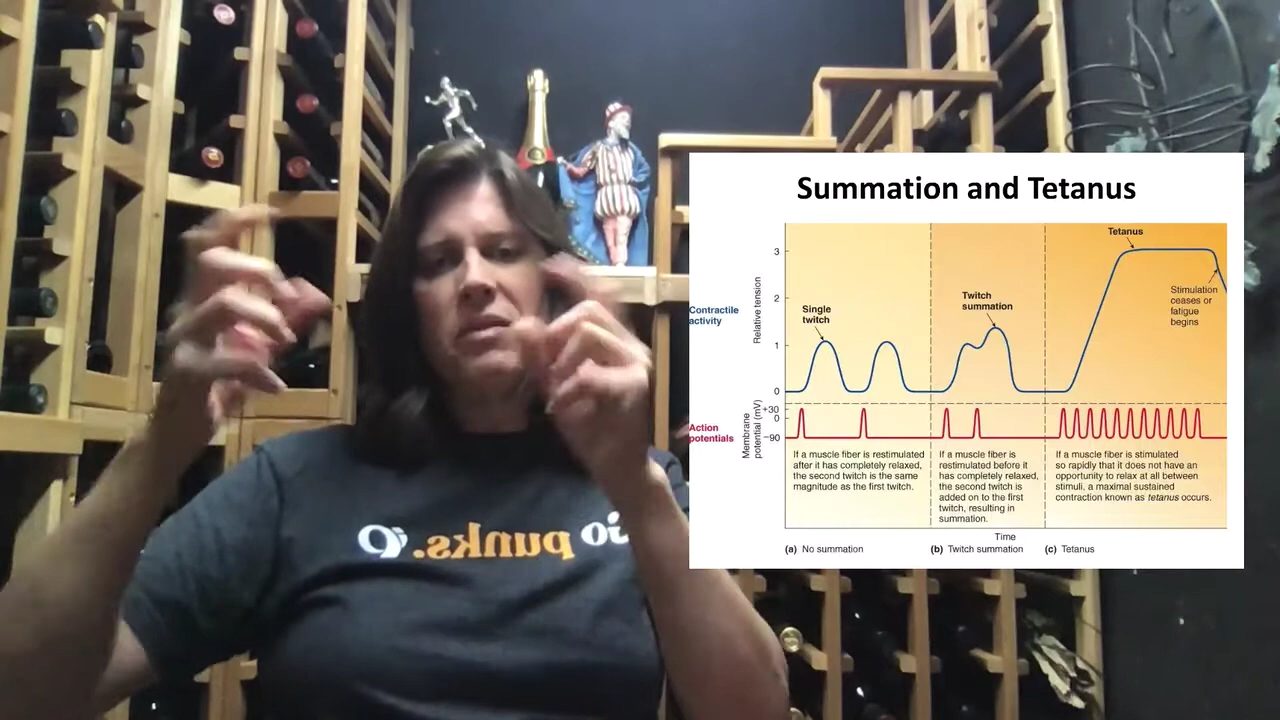 Summation and Tetanus
Tetanus
3
2
1
0
Relative tension
Contractile
activity
Single
twitch
Twitch
summation
Stimulation
ceases or
fatigue
begins
Action
potentials
Membrane
potential (mV)
+30
0
−90
If a muscle fiber is restimulated
after it has completely relaxed,
the second twitch is the same
magnitude as the first twitch.
If a muscle fiber is
restimulated before it
has completely relaxed,
the second twitch is
added on to the first
twitch, resulting in
summation.
If a muscle fiber is stimulated
so rapidly that it does not have an
opportunity to relax at all between
stimuli, a maximal sustained
contraction known as tetanus occurs.
Time
(a) No summation
(b) Twitch summation
(c) Tetanus
punks.